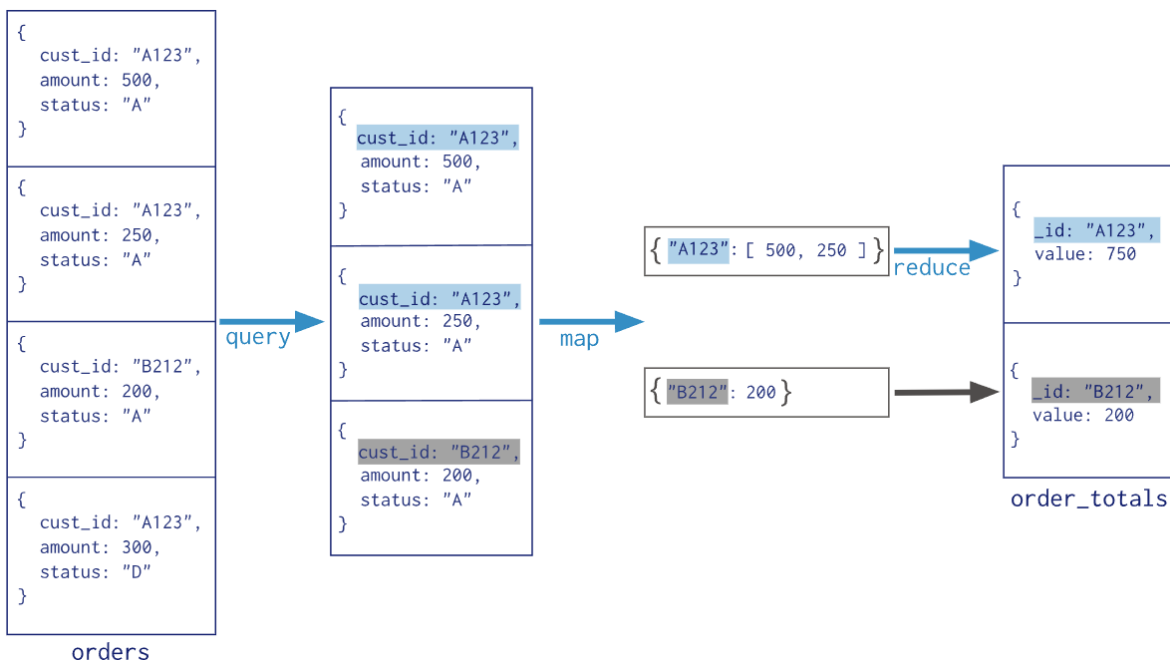 {
cust_id: "A123",
amount: 500,
status: "A"
}
{
cust_id: "A123",
amount: 250,
status: "A"
}
{
cust_id: "B212",
amount: 200,
status: "A"
}
{
cust_id: "A123",
amount: 300,
status: "D"
}
orders
query
{
cust_id: "A123",
amount: 500,
status: "A"
}
{
cust_id: "A123",
amount: 250,
status: "A"
}
{
cust_id: "B212",
amount: 200,
status: "A"
}
map
{ "A123": [ 500, 250 ] }
{ "B212": 200 }
reduce
{
_id: "A123",
value: 750
}
{
_id: "B212",
value: 200
}
order_totals